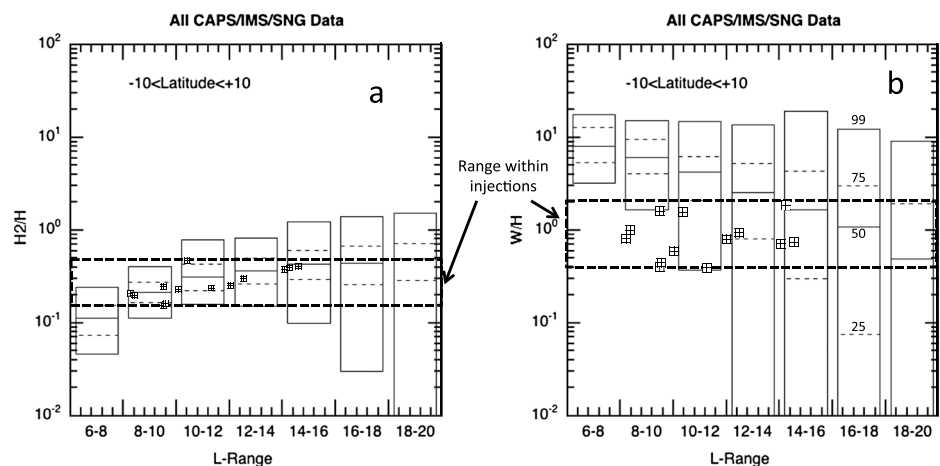 All CAPS/IMS/SNG Data
10²
10¹
10⁰
10⁻¹
10⁻²
H2/H
-10<Latitude<+10
a
6-8 8-10 10-12 12-14 14-16 16-18 18-20
L-Range
Range within
injections
All CAPS/IMS/SNG Data
10²
10¹
10⁰
10⁻¹
10⁻²
W/H
-10<Latitude<+10
b
99
75
50
25
6-8 8-10 10-12 12-14 14-16 16-18 18-20
L-Range